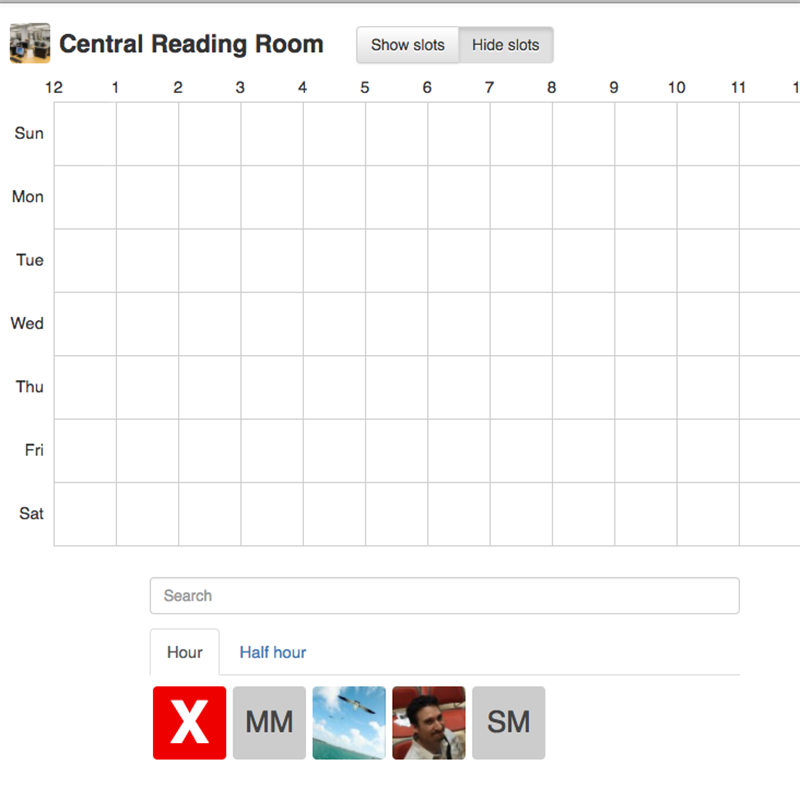 Central Reading Room Show slots Hide slots
12 1 2 3 4 5 6 7 8 9 10 11
Sun
Mon
Tue
Wed
Thu
Fri
Sat
Search
Hour Half hour
X MM SM